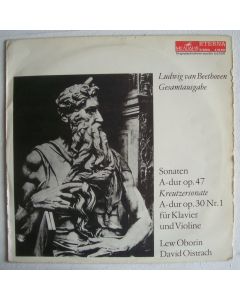 ETERNA
Ludwig van Beethoven
Gesamtausgabe
Sonaten
A-dur op. 47
Kreutzersonate
A-dur op. 30 Nr. 1
für Klavier
und Violine
Lew Oborin
David Oistrach